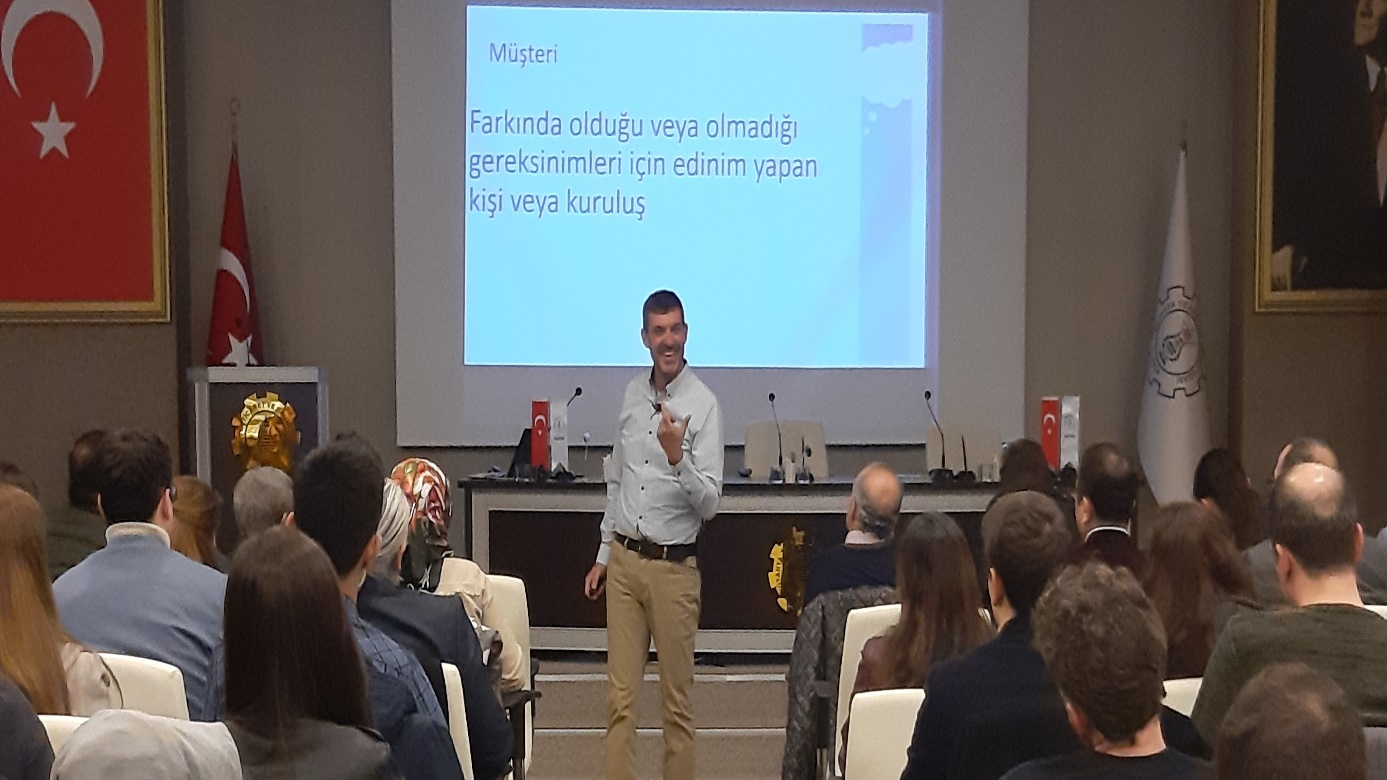 Müşteri
Farkında olduğu veya olmadığı
gereksinimleri için edinim yapan
kişi veya kuruluş